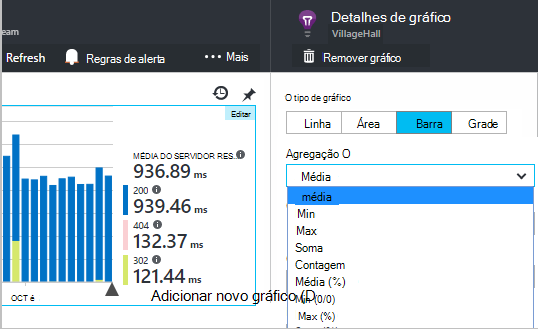 Detalhes de gráfico
VillageHall
eam
Refresh
Regras de alerta
Mais
Remover gráfico
O tipo de gráfico
Editar
Linha
Área
Barra
Grade
MÉDIA DO SERVIDOR RES...
936.89 ms
200
939.46 ms
404
132.37 ms
302
121.44 ms
OCT é
Adicionar novo gráfico (D
Agregação O
Média
média
Min
Max
Soma
Contagem
Média (%)
Min (0/0)
Max (%)